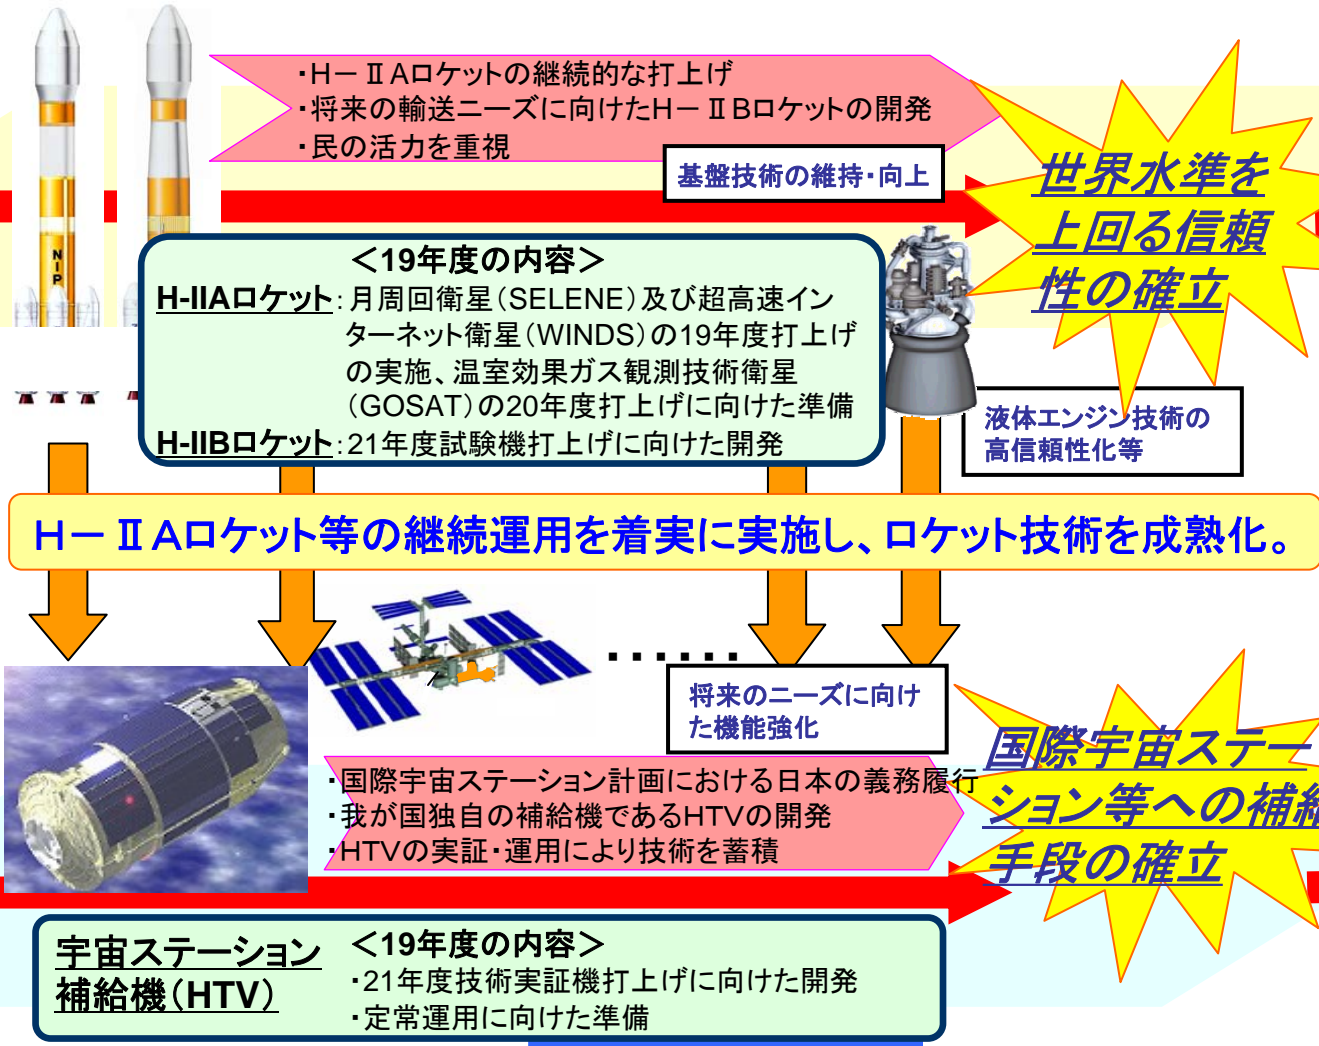 ・H－ⅡAロケットの継続的な打上げ
・将来の輸送ニーズに向けたH－ⅡBロケットの開発
・民の活力を重視
基盤技術の維持・向上
世界水準を
上回る信頼
性の確立
NIP
＜19年度の内容＞
H-IIAロケット：月周回衛星（SELENE）及び超高速イン
ターネット衛星（WINDS）の19年度打上げ
の実施、温室効果ガス観測技術衛星
（GOSAT）の20年度打上げに向けた準備
H-IIBロケット：21年度試験機打上げに向けた開発
液体エンジン技術の
高信頼性化等
H－ⅡAロケット等の継続運用を着実に実施し、ロケット技術を成熟化。
・・・・・・
将来のニーズに向け
た機能強化
・国際宇宙ステーション計画における日本の義務履行
・我が国独自の補給機であるHTVの開発
・HTVの実証・運用により技術を蓄積
国際宇宙ステー
ション等への補給
手段の確立
宇宙ステーション
補給機（HTV）
＜19年度の内容＞
・21年度技術実証機打上げに向けた開発
・定常運用に向けた準備